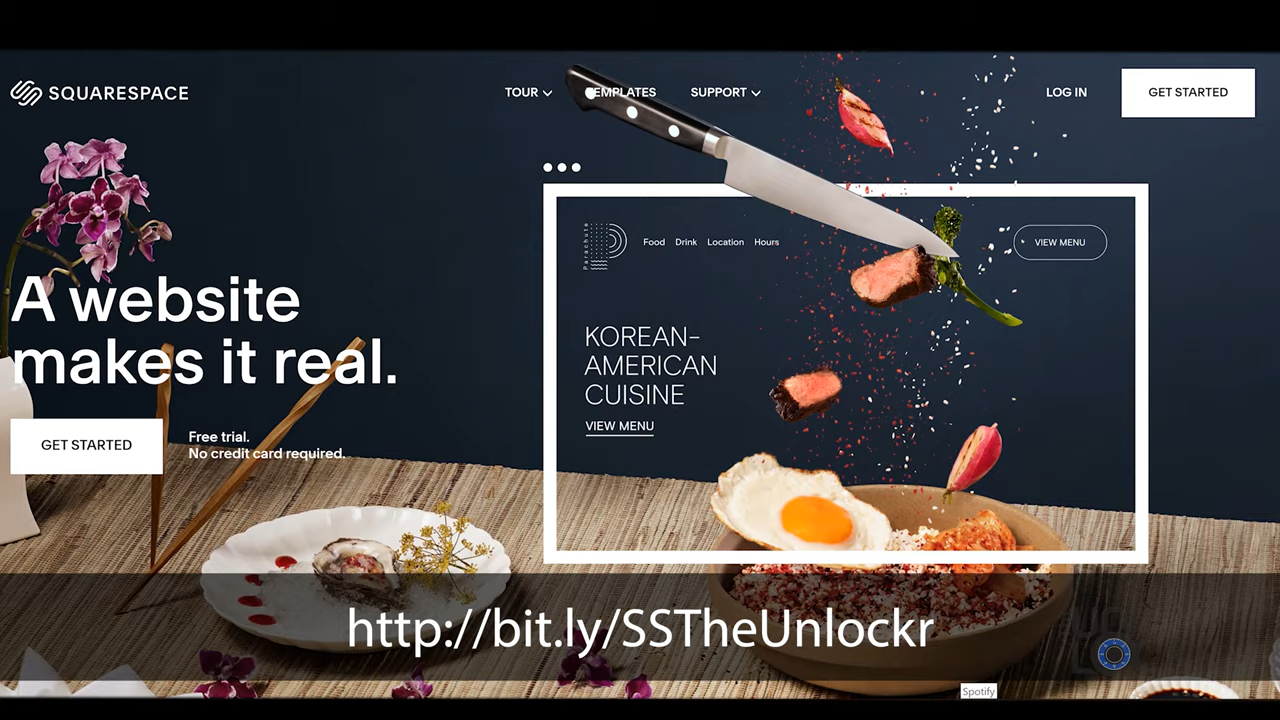 SQUARESPACE
TOUR
TEMPLATES
SUPPORT
LOG IN
GET STARTED
A website
makes it real.
GET STARTED
Free trial.
No credit card required.
Parachute
Food Drink Location Hours
VIEW MENU
KOREAN-
AMERICAN
CUISINE
VIEW MENU
http://bit.ly/SSTheUnlockr
Spotify